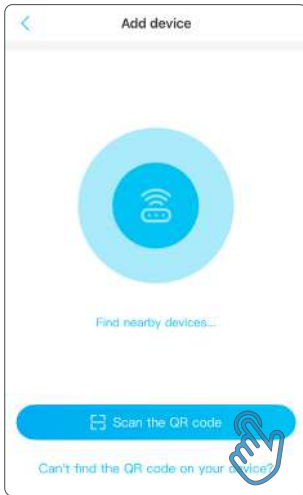 Add device
Find nearby devices...
Scan the QR code
Can't find the QR code on your device?